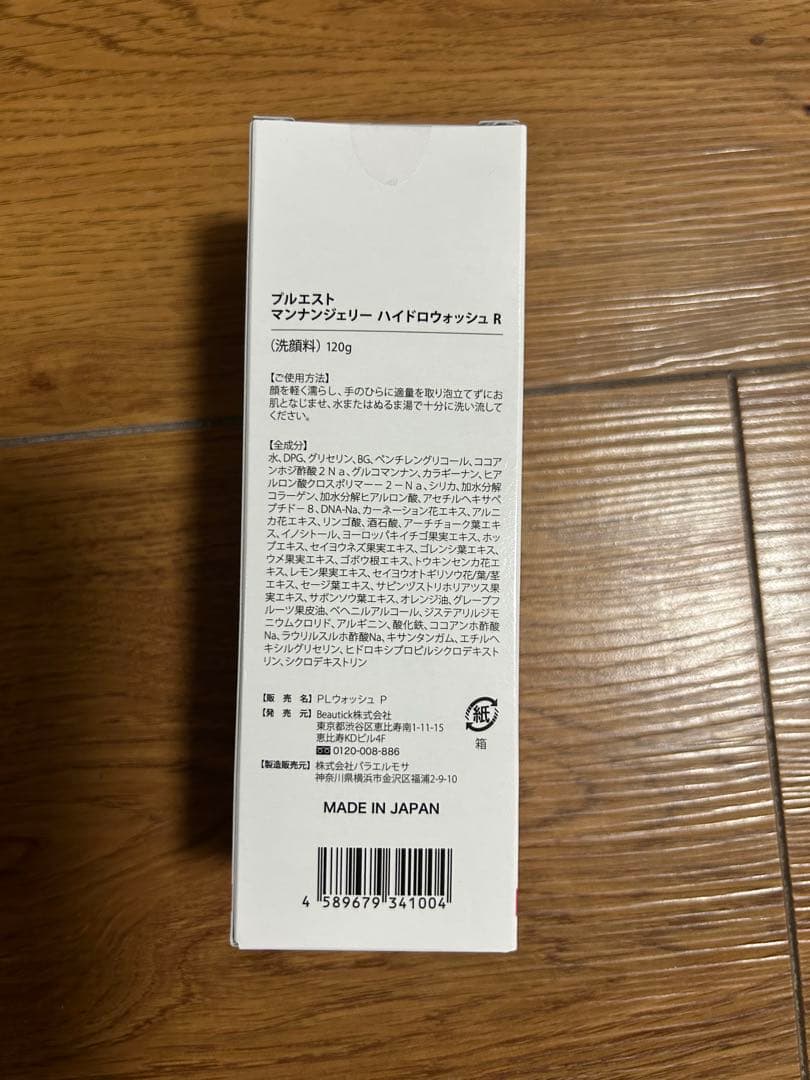 プルエスト
マンナンジェリー ハイドロウォッシュ R
(洗顔料) 120g
【ご使用方法】
顔を軽く濡らし、手のひらに適量を取り泡立てずにお
肌となじませ、水またはぬるま湯で十分に洗い流して
ください。
【全成分】
水、DPG、グリセリン、BG、ペンチレングリコール、ココア
ンホジ酢酸2Na、グルコマンナン、カラギーナン、ヒア
ルロン酸クロスポリマー-2-Na、シリカ、加水分解
コラーゲン、加水分解ヒアルロン酸、アセチルヘキサペ
プチド-8、DNA-Na、カーネーション花エキス、アルニ
カ花エキス、リンゴ酸、酒石酸、アーチチョーク葉エキ
ス、イノシトール、ヨーロッパキイチゴ果実エキス、ホッ
プエキス、セイヨウネズ果実エキス、ゴレンシ葉エキス、
ウメ果実エキス、ゴボウ根エキス、トウキンセンカ花エ
キス、レモン果実エキス、セイヨウオトギリソウ花/葉/茎
エキス、セージ葉エキス、サピンヅストリホリアツス果
実エキス、サボンソウ葉エキス、オレンジ油、グレープフ
ルーツ果皮油、ベヘニルアルコール、ジステアリルジモ
ニウムクロリド、アルギニン、酸化鉄、ココアンホ酢酸
Na、ラウリルスルホ酢酸Na、キサンタンガム、エチルヘ
キシルグリセリン、ヒドロキシプロピルシクロデキスト
リン、シクロデキストリン
【販 売 名】 PLウォッシュ P
【発 売 元】 Beautick株式会社
東京都渋谷区恵比寿南1-11-15
恵比寿KDビル4F
0120-008-886
紙
箱
【製造販売元】 株式会社パラエルモサ
神奈川県横浜市金沢区福浦2-9-10
MADE IN JAPAN
4 589679 341004